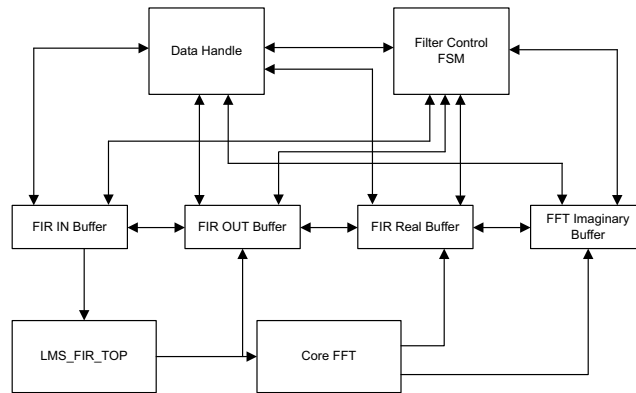 Data Handle
Filter Control
FSM
FIR IN Buffer
FIR OUT Buffer
FIR Real Buffer
FFT Imaginary
Buffer
LMS_FIR_TOP
Core FFT